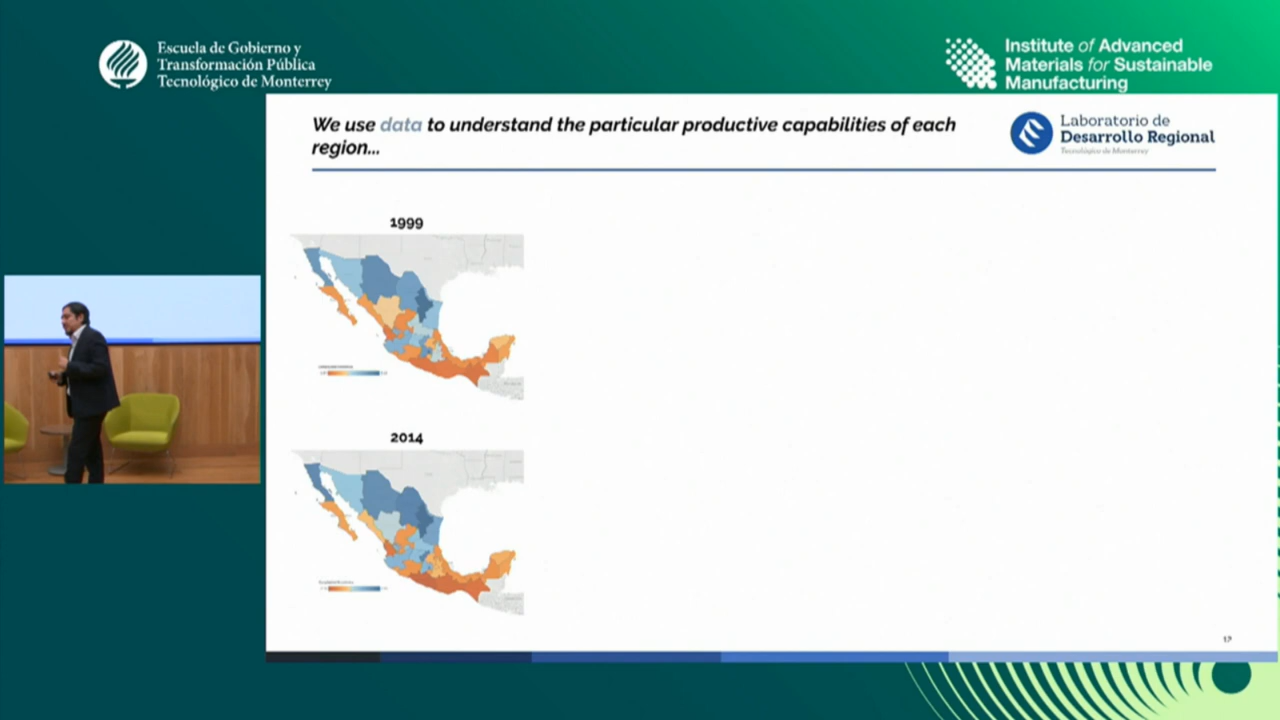 Escuela de Gobierno y
Transformación Pública
Tecnológico de Monterrey
Institute of Advanced
Materials for Sustainable
Manufacturing
We use data to understand the particular productive capabilities of each
region...
Laboratorio de
Desarrollo Regional
Tecnológico de Monterrey
1999
2014
12